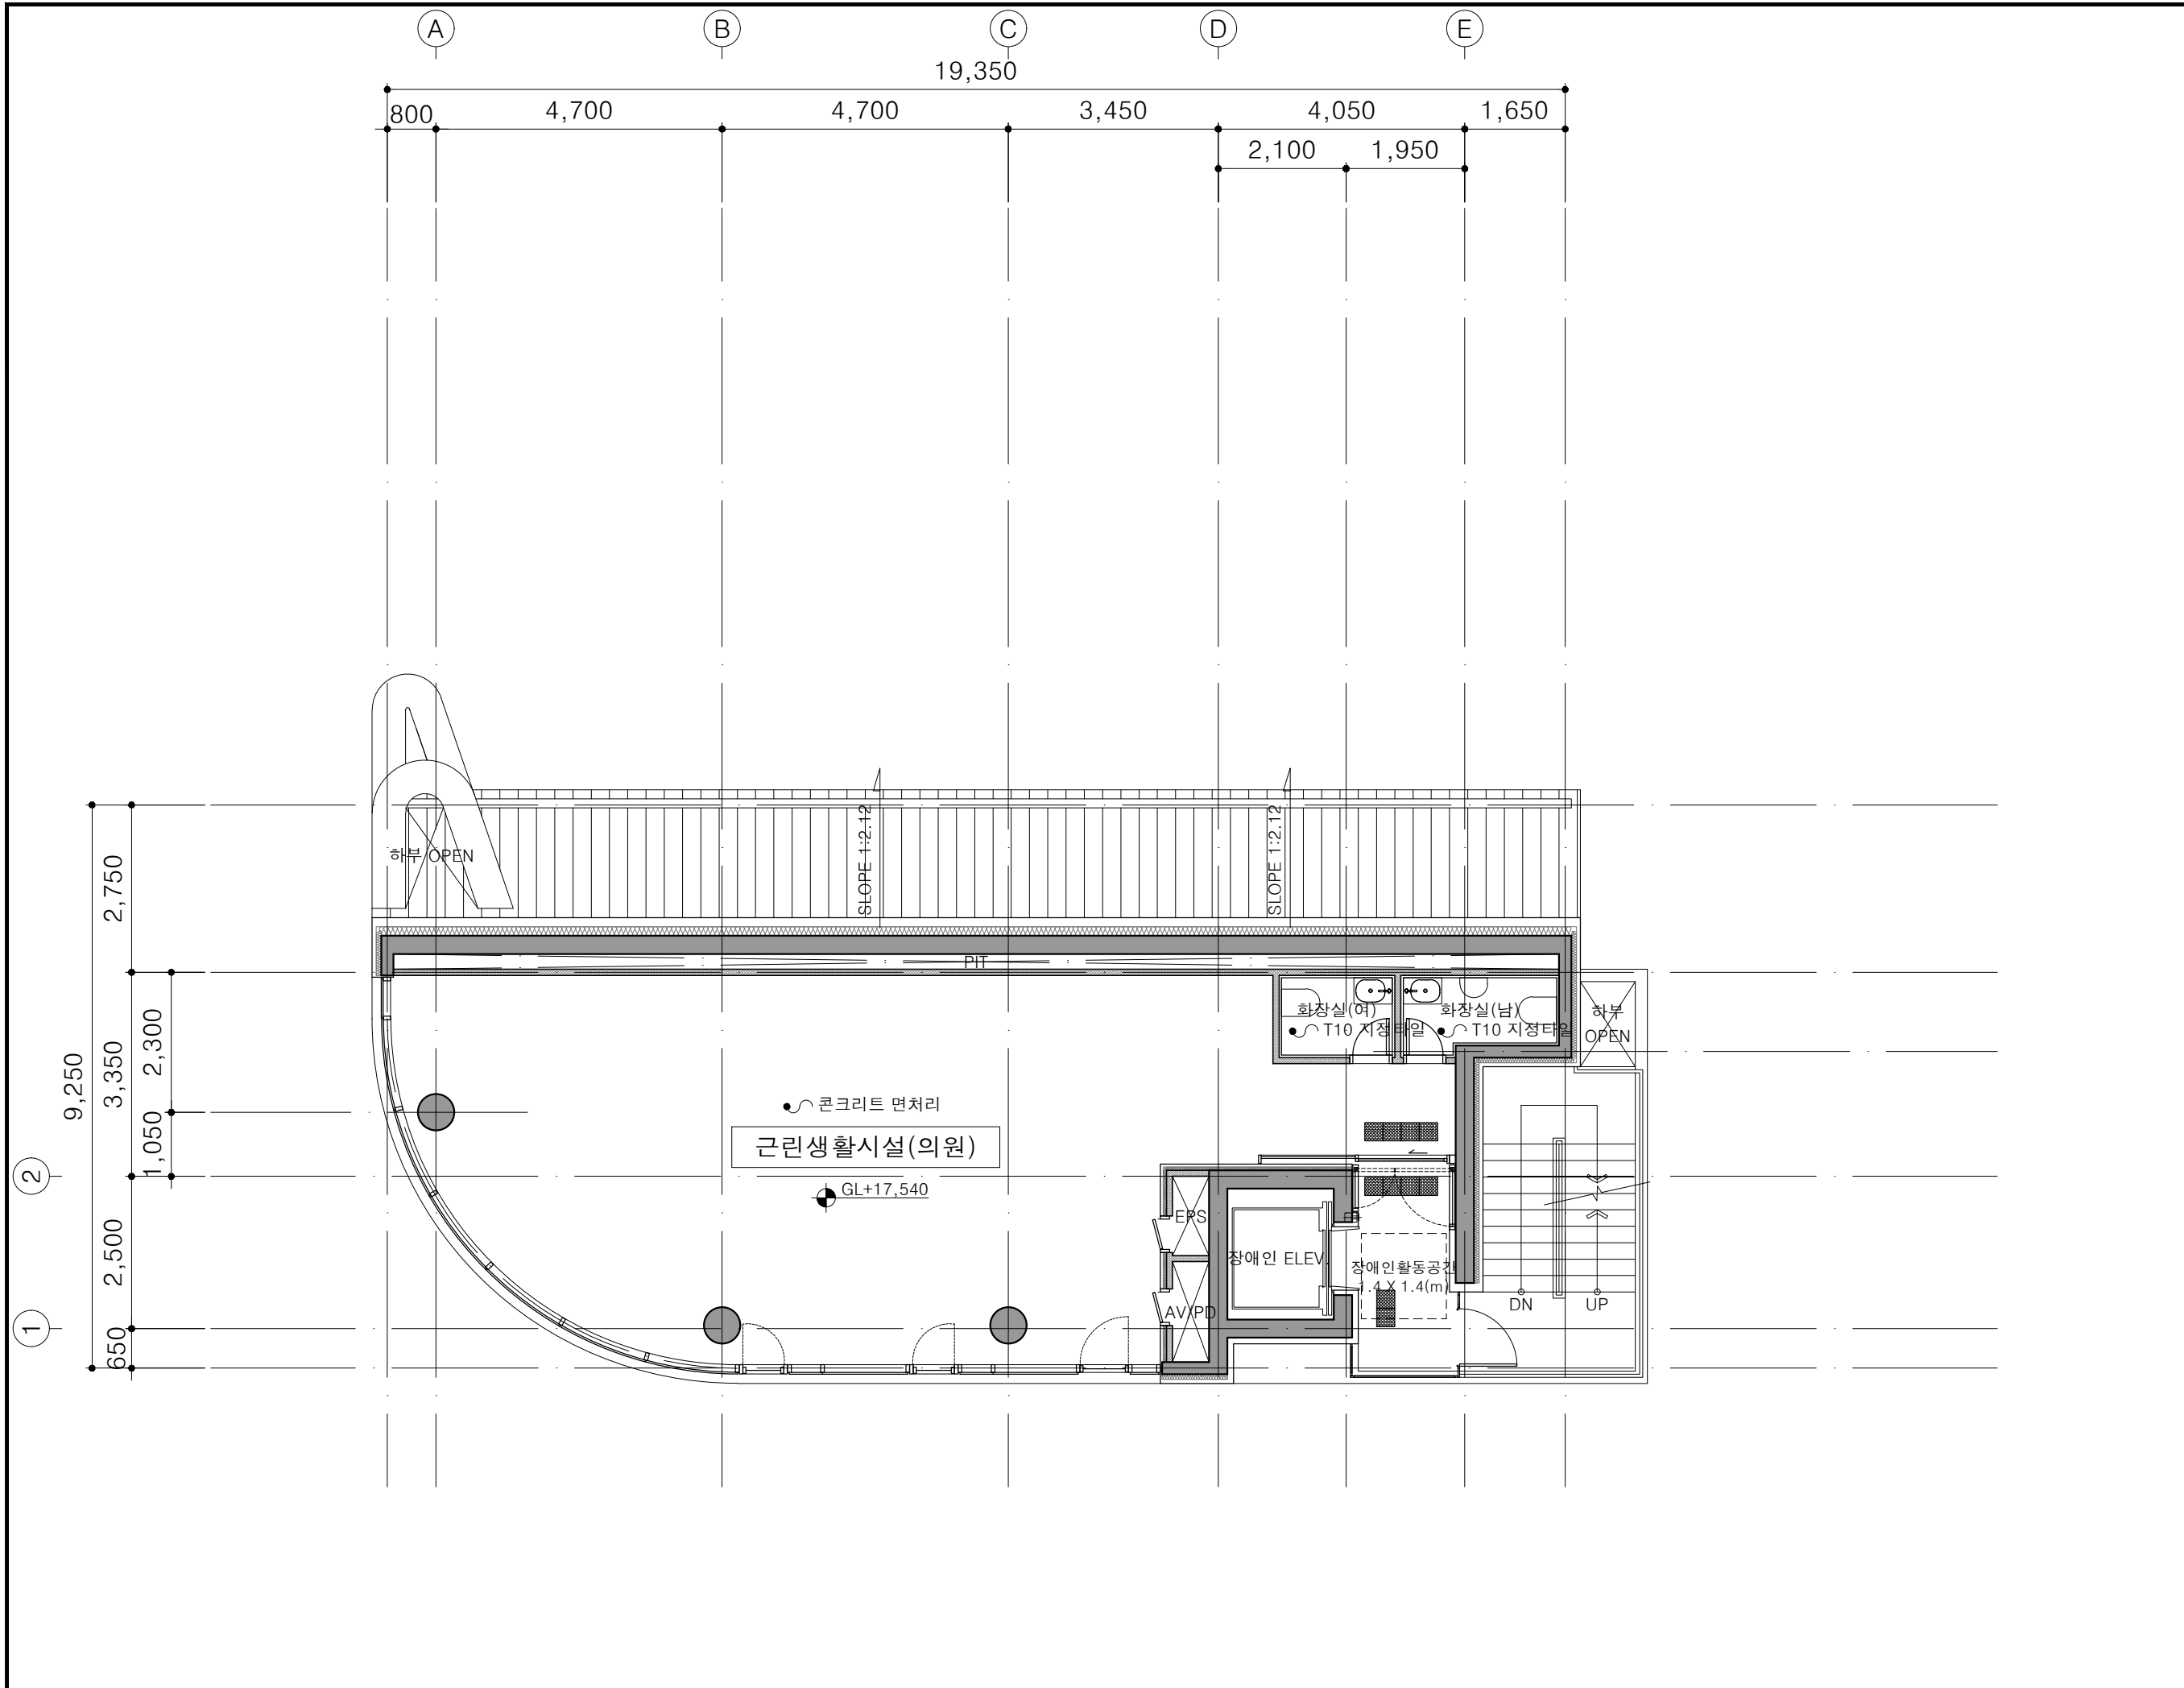 A
B
C
D
E
19,350
800
4,700
4,700
3,450
4,050
1,650
2,100
1,950
하부 OPEN
SLOPE 1:2.12
SLOPE 1:2.12
2,750
9,250
3,350
2,300
1,050
2,500
650
2
1
PIT
화장실(여)
T10 지정타일
화장실(남)
T10 지정타일
하부
OPEN
콘크리트 면처리
근린생활시설(의원)
GL+17,540
EPS
AV/PD
장애인 ELEV.
장애인활동공간
1.4 X 1.4(m)
DN
UP